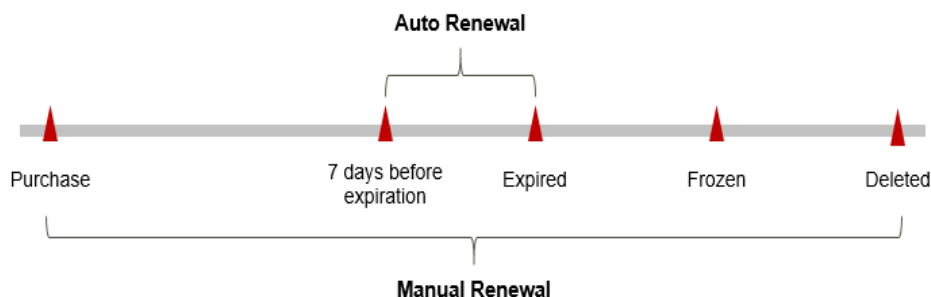 Auto Renewal
Purchase
7 days before
expiration
Expired
Frozen
Deleted
Manual Renewal